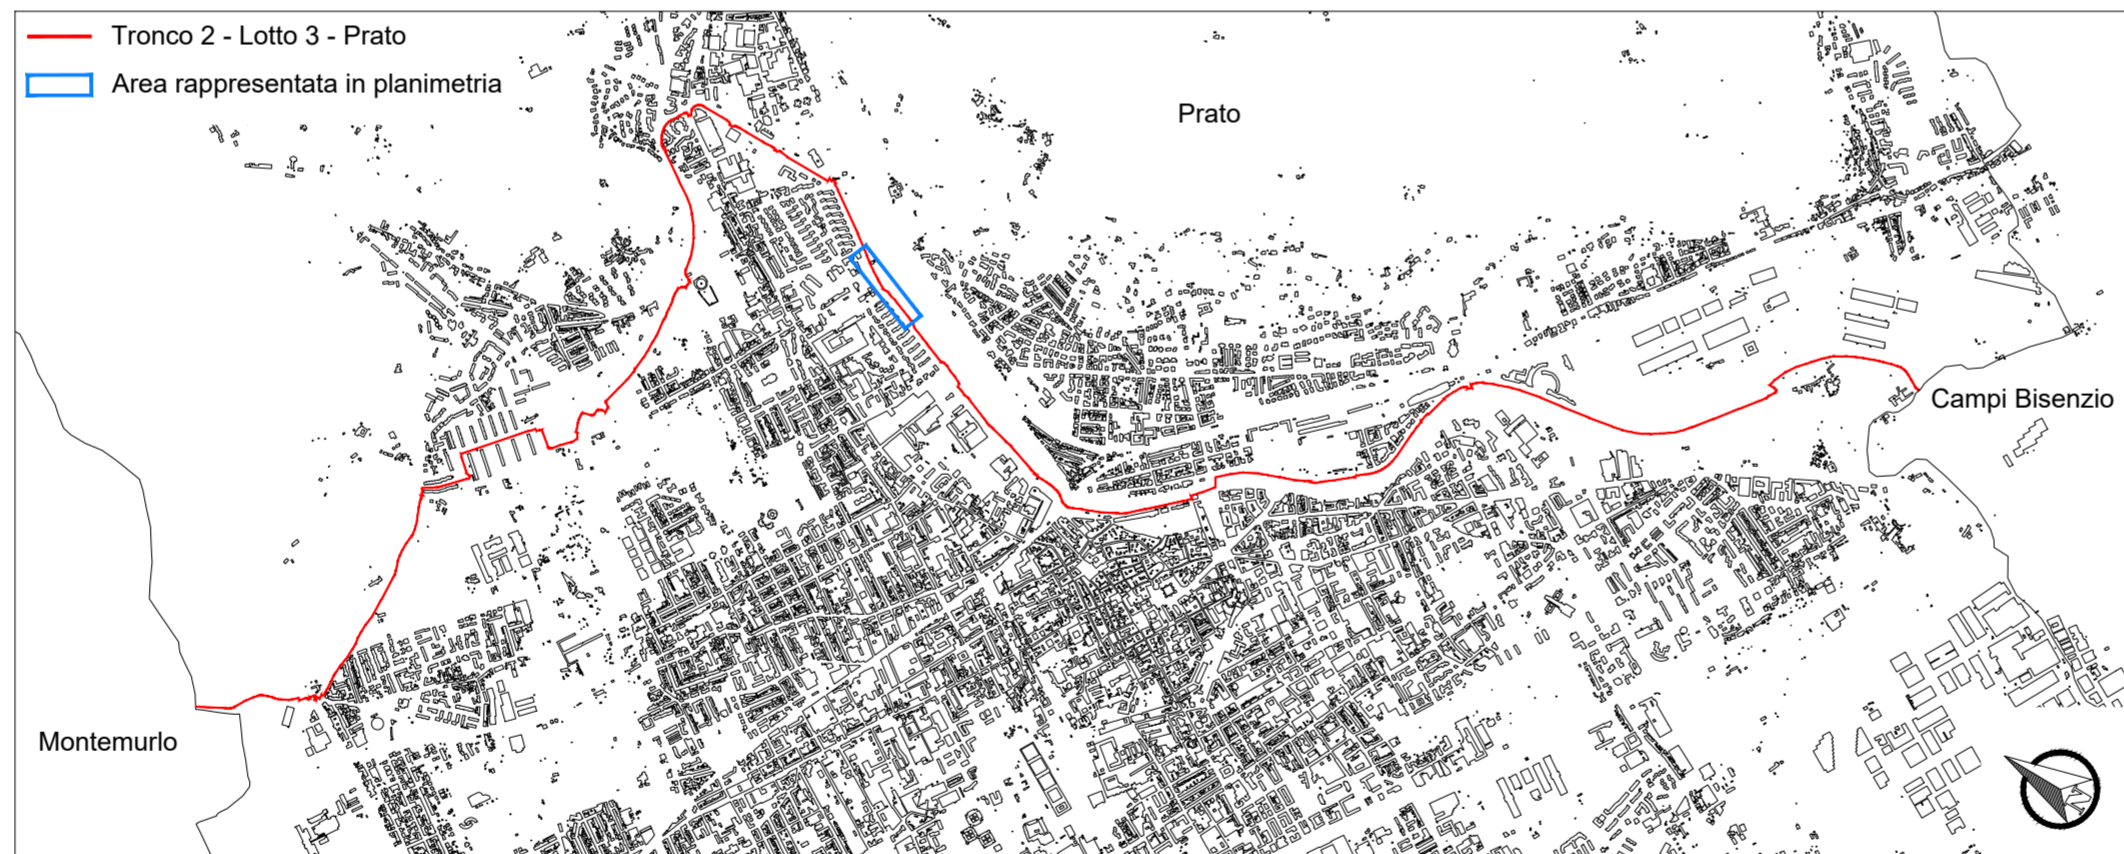 Tronco 2 - Lotto 3 - Prato
Area rappresentata in planimetria
Prato
Campi Bisenzio
Montemurlo
N